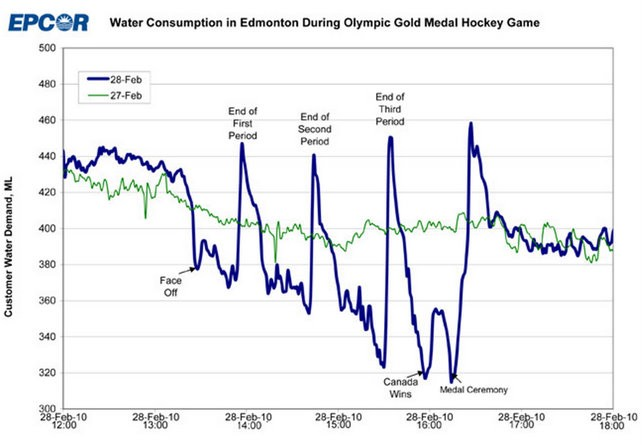 EPCOR
Water Consumption in Edmonton During Olympic Gold Medal Hockey Game
500
480
460
440
420
400
380
360
340
320
300
Customer Water Demand, ML
28-Feb
27-Feb
End of
First
Period
End of
Second
Period
End of
Third
Period
Face
Off
Canada
Wins
Medal Ceremony
28-Feb-10
12:00
28-Feb-10
13:00
28-Feb-10
14:00
28-Feb-10
15:00
28-Feb-10
16:00
28-Feb-10
17:00
28-Feb-10
18:00